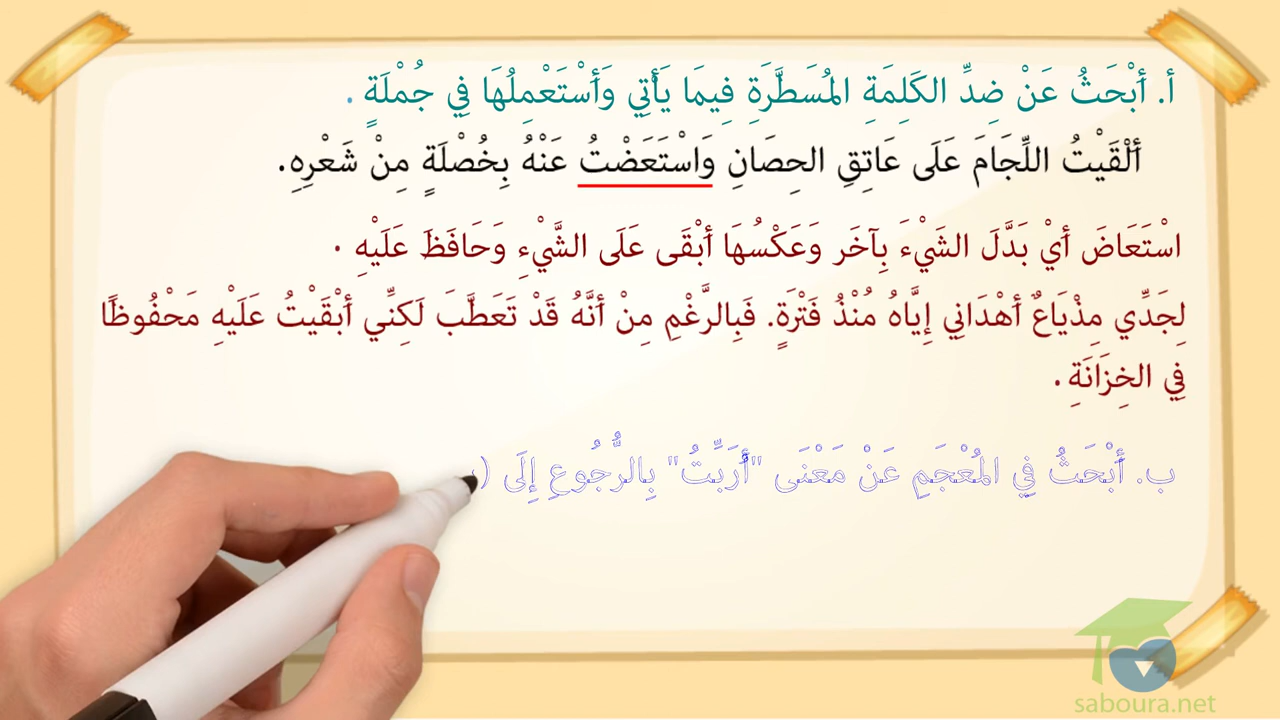 أ. أَبْحَثُ عَنْ ضِدِّ الكَلِمَةِ المُسَطَّرَةِ فِيمَا يَأْتِي وَأَسْتَعْمِلُهَا فِي جُمْلَةٍ .
أَلْقَيْتُ اللِّجَامَ عَلَى عَاتِقِ الحِصَانِ وَاسْتَعَضْتُ عَنْهُ بِخُصْلَةٍ مِنْ شَعْرِهِ.
اسْتَعَاضَ أَيْ بَدَّلَ الشَيْءَ بِآخَر وَعَكْسُهَا أَبْقَى عَلَى الشَّيْءِ وَحَافَظَ عَلَيْهِ .
لِجَدِّي مِذْيَاعٌ أَهْدَانِي إِيَّاهُ مُنْذُ فَتْرَةٍ. فَبِالرَّغْمِ مِنْ أَنَّهُ قَدْ تَعَطَّبَ لَكِنِّي أَبْقَيْتُ عَلَيْهِ مَحْفُوظًا
فِي الخِزَانَةِ .
ب. أَبْحَثُ فِي المُعْجَمِ عَنْ مَعْنَى "أُرَبِّتُ" بِالرُّجُوعِ إِلَى (
saboura.net